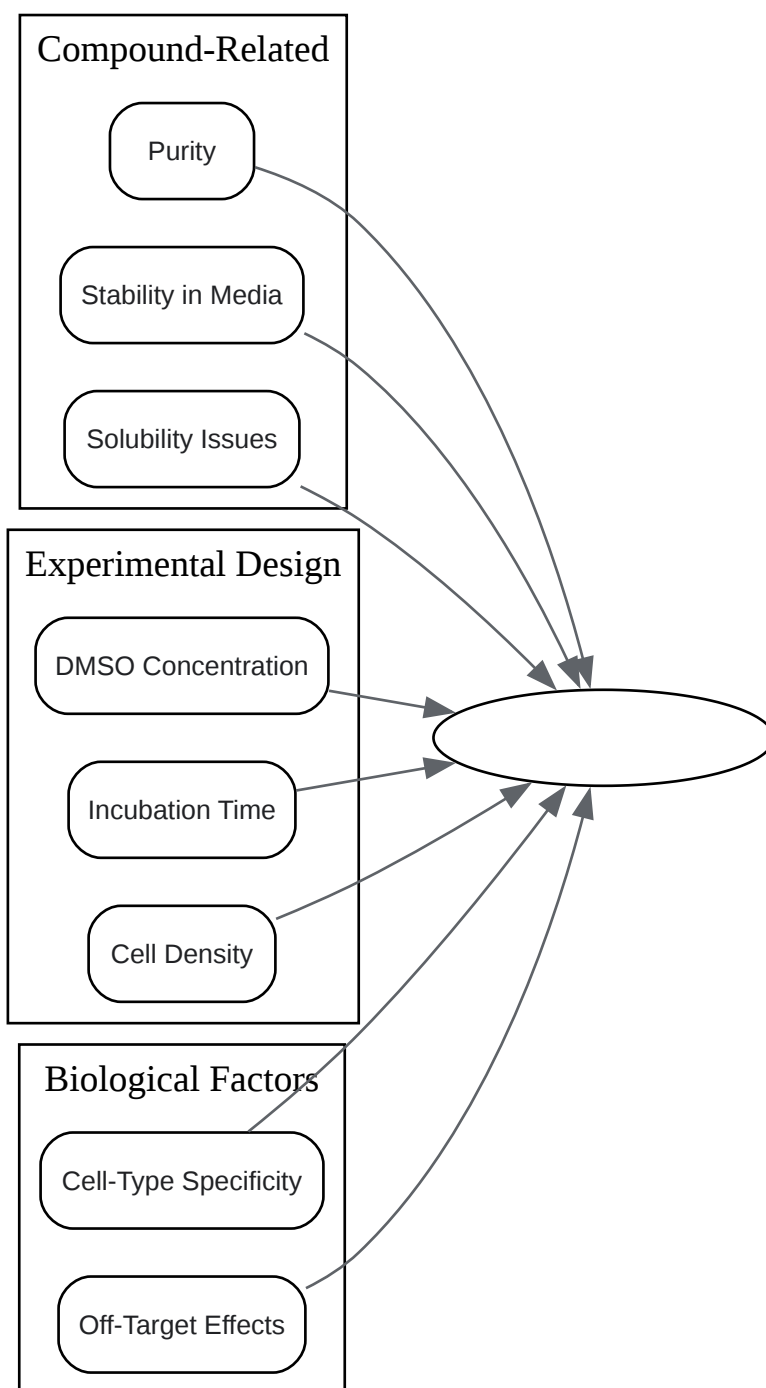 Compound-Related
Purity
Stability in Media
Solubility Issues
Experimental Design
DMSO Concentration
Incubation Time
Cell Density
Biological Factors
Cell-Type Specificity
Off-Target Effects